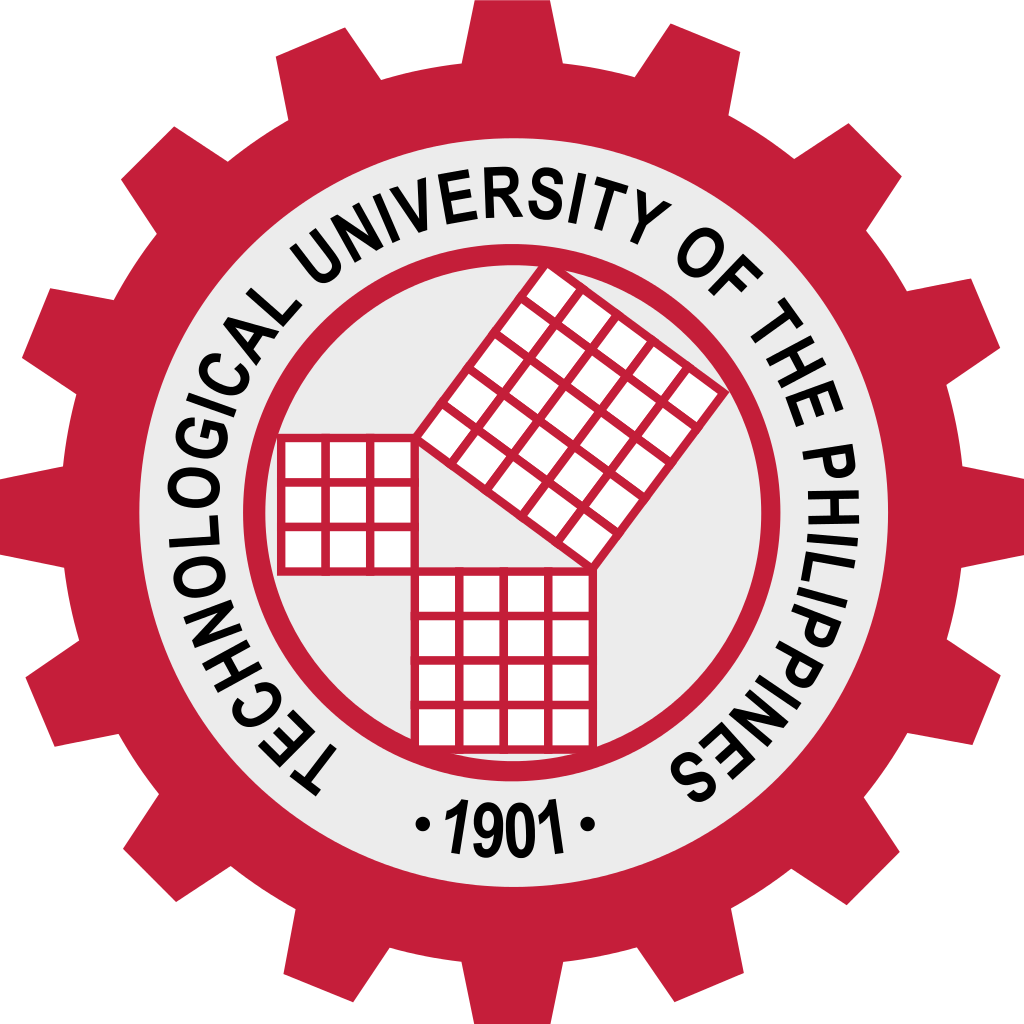 TECHNOLOGICAL UNIVERSITY OF THE PHILIPPINES
· 1901 ·